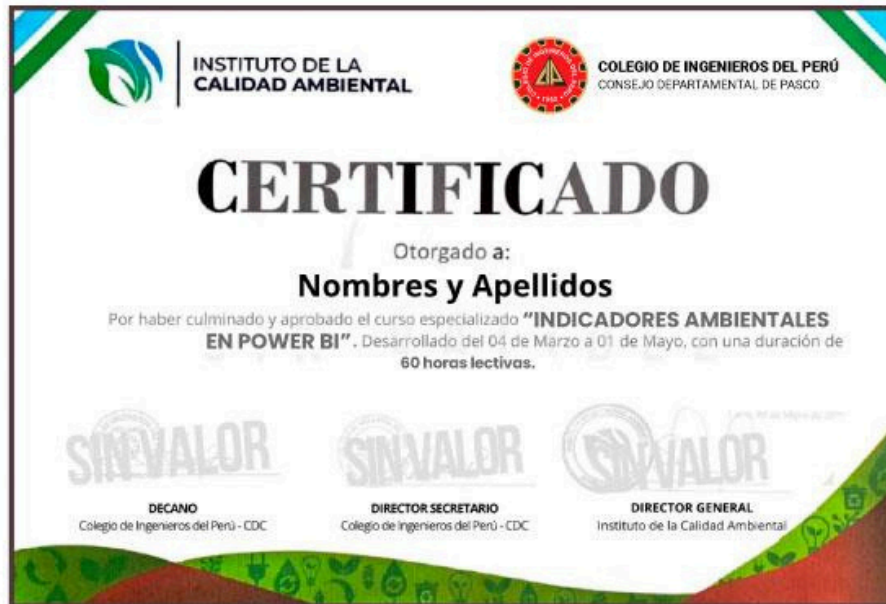 INSTITUTO DE LA
CALIDAD AMBIENTAL
COLEGIO DE INGENIEROS DEL PERÚ
CONSEJO DEPARTAMENTAL DE PASCO
CERTIFICADO
Otorgado a:
Nombres y Apellidos
Por haber culminado y aprobado el curso especializado “INDICADORES AMBIENTALES
EN POWER BI”. Desarrollado del 04 de Marzo a 01 de Mayo, con una duración de
60 horas lectivas.
SIN VALOR
SIN VALOR
SIN VALOR
DECANO
Colegio de Ingenieros del Perú - CDC
DIRECTOR SECRETARIO
Colegio de Ingenieros del Perú - CDC
DIRECTOR GENERAL
Instituto de la Calidad Ambiental